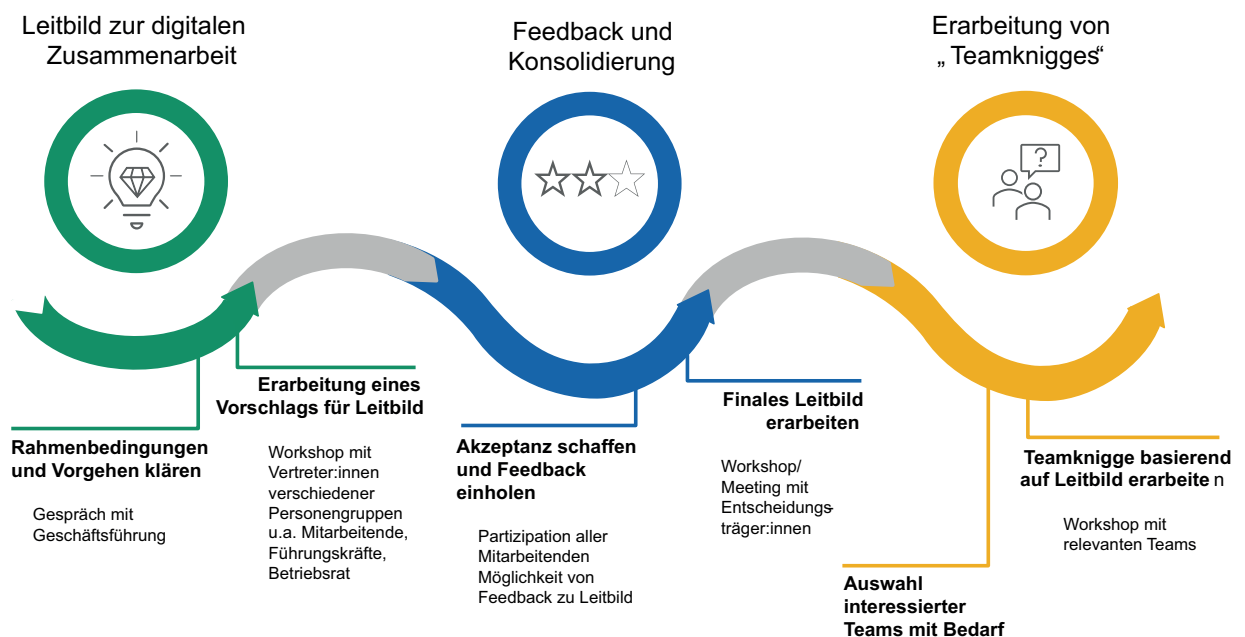 Leitbild zur digitalen
Zusammenarbeit
Feedback und
Konsolidierung
Erarbeitung von
„ Teamknigges“
?
Rahmenbedingungen
und Vorgehen klären
Gespräch mit
Geschäftsführung
Erarbeitung eines
Vorschlags für Leitbild
Workshop mit
Vertreter:innen
verschiedener
Personengruppen
u.a. Mitarbeitende,
Führungskräfte,
Betriebsrat
Akzeptanz schaffen
und Feedback
einholen
Partizipation aller
Mitarbeitenden
Möglichkeit von
Feedback zu Leitbild
Finales Leitbild
erarbeiten
Workshop/
Meeting mit
Entscheidungs-
träger:innen
Auswahl
interessierter
Teams mit Bedarf
Teamknigge basierend
auf Leitbild erarbeite n
Workshop mit
relevanten Teams